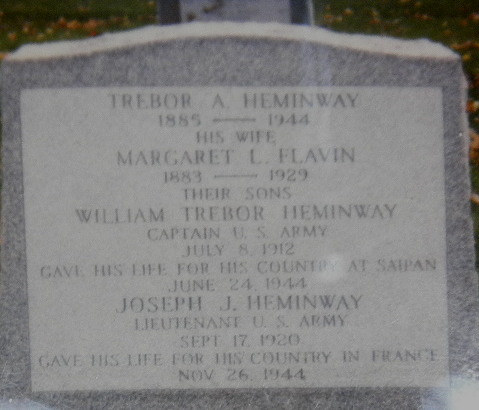 TREBOR A. HEMINWAY
1885 — 1944
HIS WIFE
MARGARET L. FLAVIN
1883 — 1929
THEIR SONS
WILLIAM TREBOR HEMINWAY
CAPTAIN U. S. ARMY
JULY 8, 1912
GAVE HIS LIFE FOR HIS COUNTRY AT SAIPAN
JUNE 24, 1944
JOSEPH J. HEMINWAY
LIEUTENANT U. S. ARMY
SEPT. 17, 1920
GAVE HIS LIFE FOR HIS COUNTRY IN FRANCE
NOV. 26, 1944